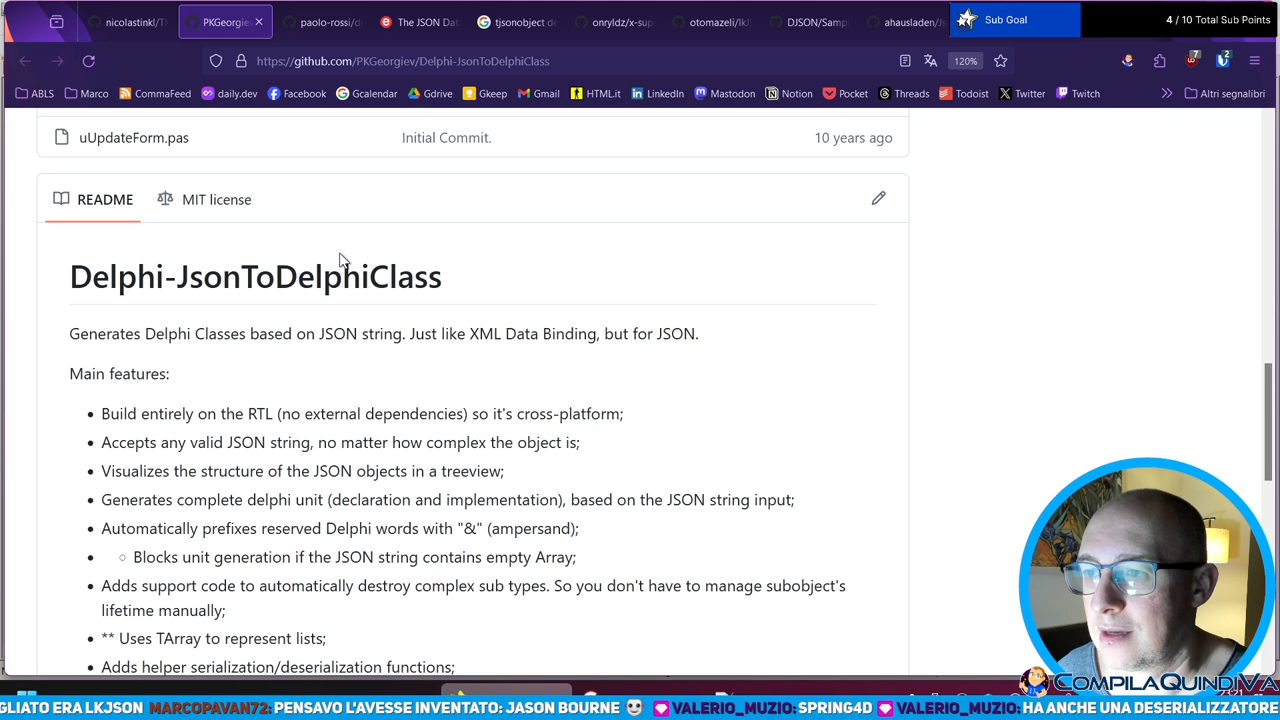 nicolastinkl/Th
PKGeorgiev
paolo-rossi/de
The JSON Dat
tjsonobject de
onryldz/x-sup
otomazeli/lkJS
DJSON/Sampl
ahausladen/Js
Sub Goal
4 / 10 Total Sub Points
https://github.com/PKGeorgiev/Delphi-JsonToDelphiClass
120%
7
2
ABLS
Marco
CommaFeed
daily.dev
Facebook
Gcalendar
Gdrive
Gkeep
Gmail
HTML.it
LinkedIn
Mastodon
Notion
Pocket
Threads
Todoist
Twitter
Twitch
Altri segnalibri
uUpdateForm.pas Initial Commit. 10 years ago
README
MIT license
Delphi-JsonToDelphiClass
Generates Delphi Classes based on JSON string. Just like XML Data Binding, but for JSON.
Main features:
• Build entirely on the RTL (no external dependencies) so it's cross-platform;
• Accepts any valid JSON string, no matter how complex the object is;
• Visualizes the structure of the JSON objects in a treeview;
• Generates complete delphi unit (declaration and implementation), based on the JSON string input;
• Automatically prefixes reserved Delphi words with "&" (ampersand);
• ○ Blocks unit generation if the JSON string contains empty Array;
• Adds support code to automatically destroy complex sub types. So you don't have to manage subobject's
lifetime manually;
• ** Uses TArray to represent lists;
• Adds helper serialization/deserialization functions;
COMPILAQUINDIVA
GLIATO ERA LKJSON MARCOPAVAN72: PENSAVO L'AVESSE INVENTATO: JASON BOURNE VALERIO_MUZIO: SPRING4D VALERIO_MUZIO: HA ANCHE UNA DESERIALIZZATORE